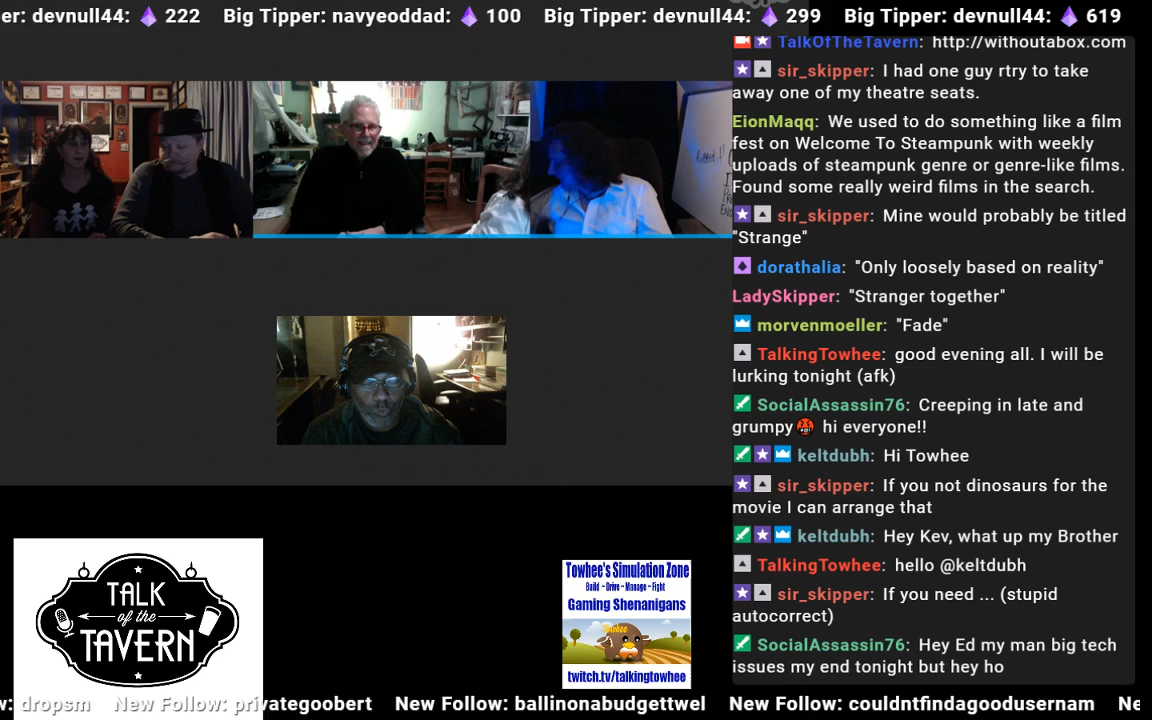 er: devnull44: 222 Big Tipper: navyeoddad: 100 Big Tipper: devnull44: 299 Big Tipper: devnull44: 619
TalkOfTheTavern: http://withoutabox.com
sir_skipper: I had one guy rtry to take
away one of my theatre seats.
EionMaqq: We used to do something like a film
fest on Welcome To Steampunk with weekly
uploads of steampunk genre or genre-like films.
Found some really weird films in the search.
sir_skipper: Mine would probably be titled
"Strange"
dorathalia: "Only loosely based on reality"
LadySkipper: "Stranger together"
morvenmoeller: "Fade"
TalkingTowhee: good evening all. I will be
lurking tonight (afk)
SocialAssassin76: Creeping in late and
grumpy🤬 hi everyone!!
keltdubh: Hi Towhee
sir_skipper: If you not dinosaurs for the
movie I can arrange that
keltdubh: Hey Kev, what up my Brother
TalkingTowhee: hello @keltdubh
sir_skipper: If you need ... (stupid
autocorrect)
SocialAssassin76: Hey Ed my man big tech
issues my end tonight but hey ho
TALK
of the
TAVERN
Towhee's Simulation Zone
Build - Drive - Manage - Fight
Gaming Shenanigans
Towhee
twitch.tv/talkingtowhee
w: dropsm New Follow: privategoobert New Follow: ballinonabudgettwel New Follow: couldntfindagoodusernam Ne